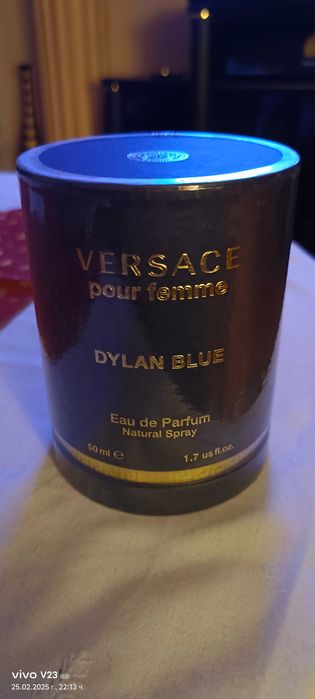 VERSACE
pour femme
DYLAN BLUE
Eau de Parfum
Natural Spray
50 ml ℮ 1.7 us fl.oz.
vivo V23 5G
25.02.2025 г., 22:13 ч.